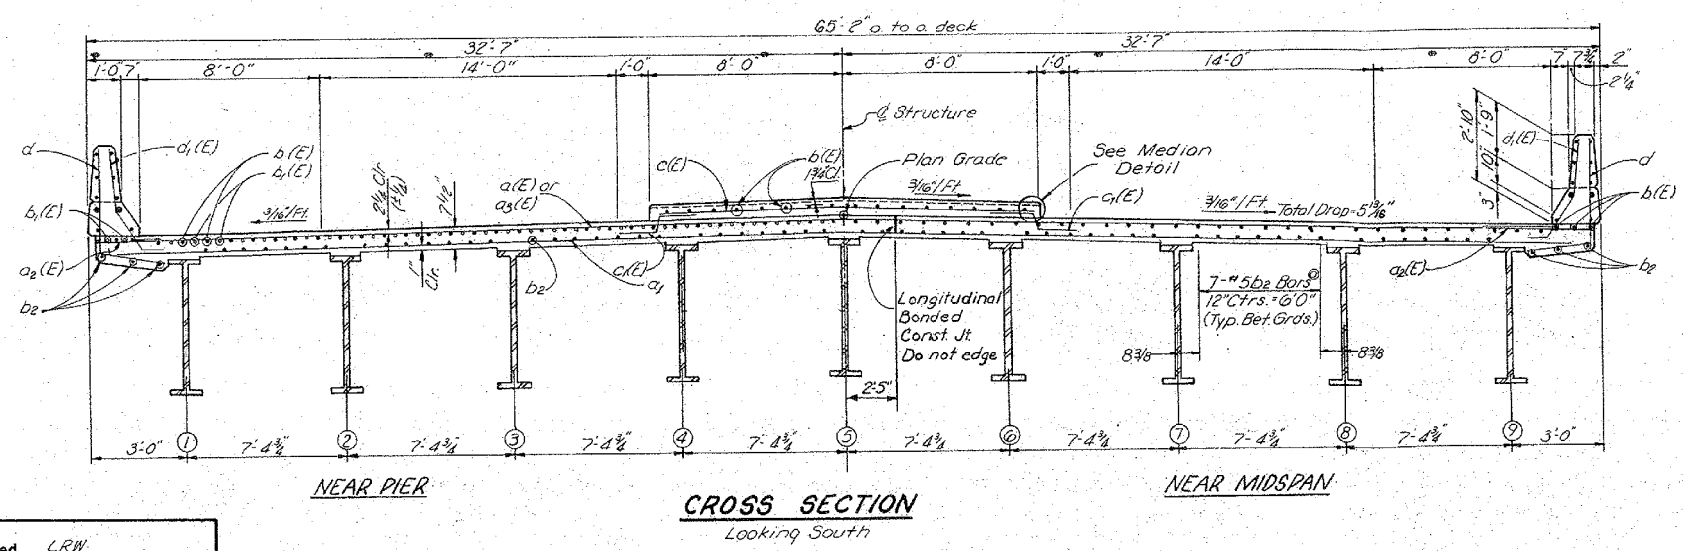 65'-2" o. to o. deck
32'-7" 32'-7"
1'-0" 7" 8'-0" 14'-0" 1'-0" 8'-0" 8'-0" 1'-0" 14'-0" 8'-0" 7" 7 3/4" 2"
2 1/4"
℄ Structure
2'-10" 1'-9"
10"
3"
d d1(E) b(E) b1(E)
c(E) b(E) 1 3/4" Cl. Plan Grade
See Median
Detail
d1(E) d
b(E)
2 1/4 Clr.
(± 1/4)
7 1/2"
a(E) or
a3(E)
3/16"/Ft.
3/16"/Ft.
c1(E)
3/16"/Ft. Total Drop = 5 13/16"
b1(E)
a2(E)
b2
1"
Clr.
b2
c1(E)
a1
a2(E)
b2
Longitudinal
Bonded
Const. Jt.
Do not edge
7-#5 b2 Bars
12" Ctrs. = 6'0"
(Typ. Bet. Grds.)
8 3/8 8 3/8
2'-5"
3'-0" 1 7'-4 3/4" 2 7'-4 3/4" 3 7'-4 3/4" 4 7'-4 3/4" 5 7'-4 3/4 6 7'-4 3/4 7 7'-4 3/4" 8 7'-4 3/4" 9 3'-0"
NEAR PIER
NEAR MIDSPAN
CROSS SECTION
Looking South
LRW